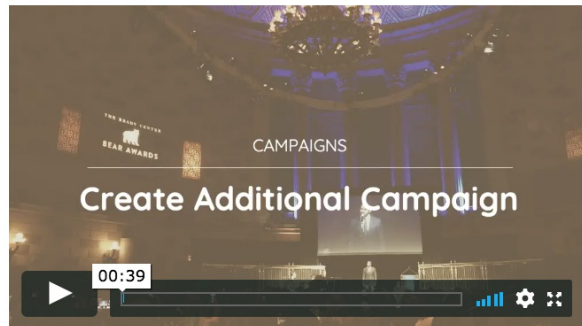 THE BRADY CENTER
BEAR AWARDS
CAMPAIGNS
Create Additional Campaign
00:39